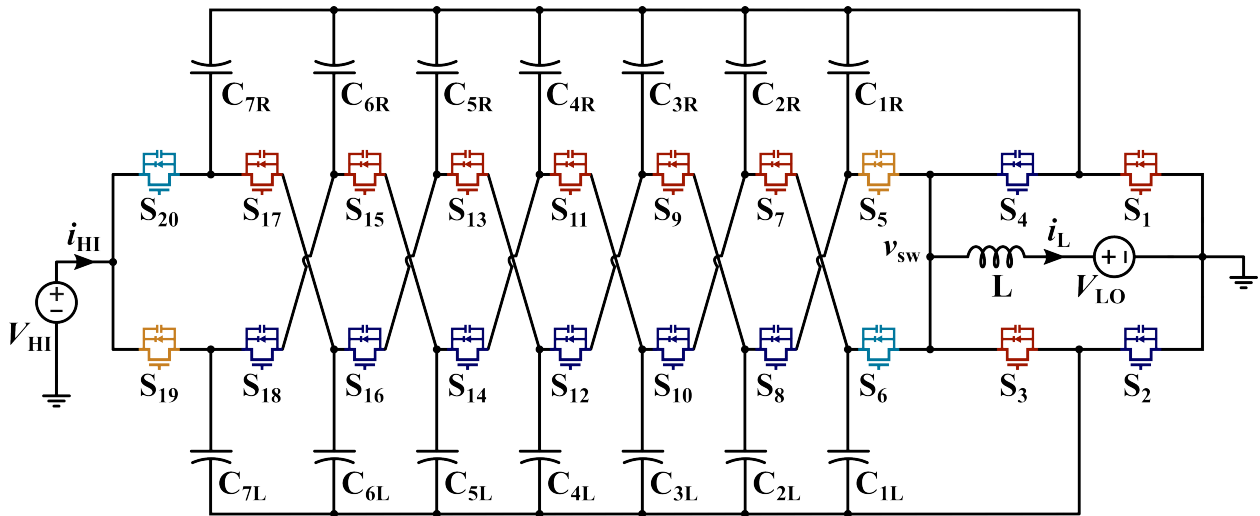 C7R C6R C5R C4R C3R C2R C1R
S20 S17 S15 S13 S11 S9 S7 S5 S4 S1
iHI vsw iL
+ − VHI L + − VLO
S19 S18 S16 S14 S12 S10 S8 S6 S3 S2
C7L C6L C5L C4L C3L C2L C1L